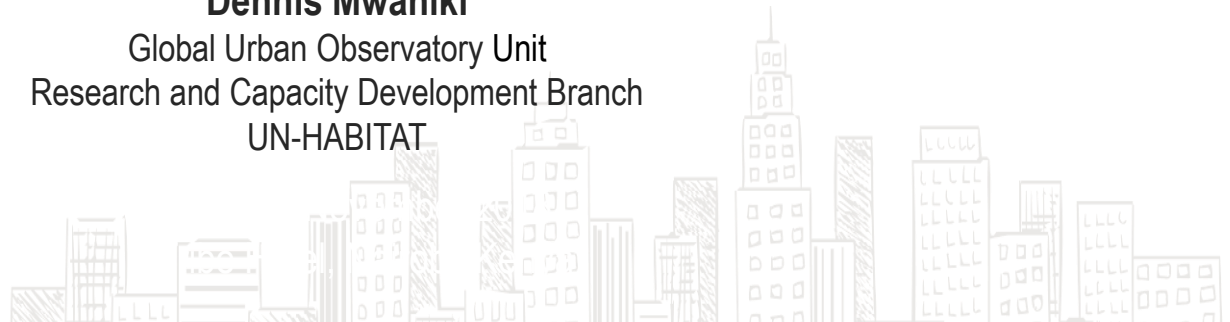 Dennis Mwaniki
Global Urban Observatory Unit
Research and Capacity Development Branch
UN-HABITAT